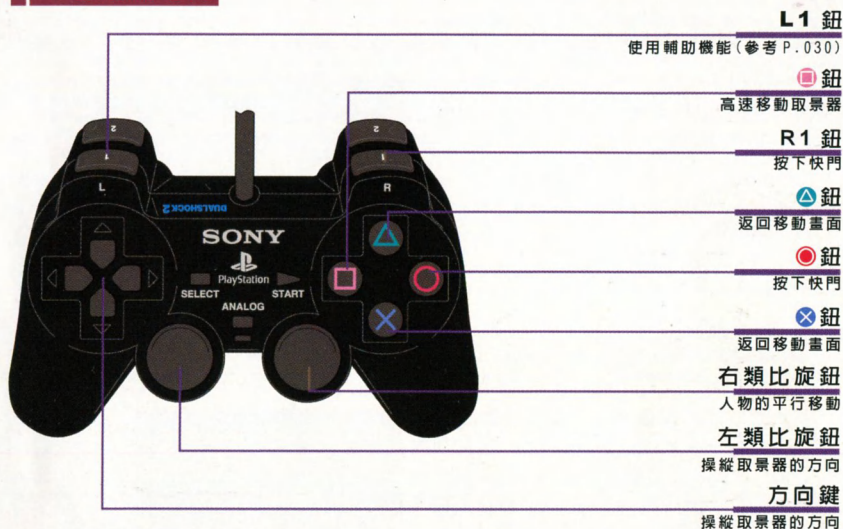 L1 鈕
使用輔助機能(參考P.030)
鈕
高速移動取景器
R1 鈕
按下快門
鈕
返回移動畫面
鈕
按下快門
鈕
返回移動畫面
右類比旋鈕
人物的平行移動
左類比旋鈕
操縱取景器的方向
方向鍵
操縱取景器的方向
2
1
L
2
1
R
DUALSHOCK 2
SONY
PlayStation
SELECT
START
ANALOG